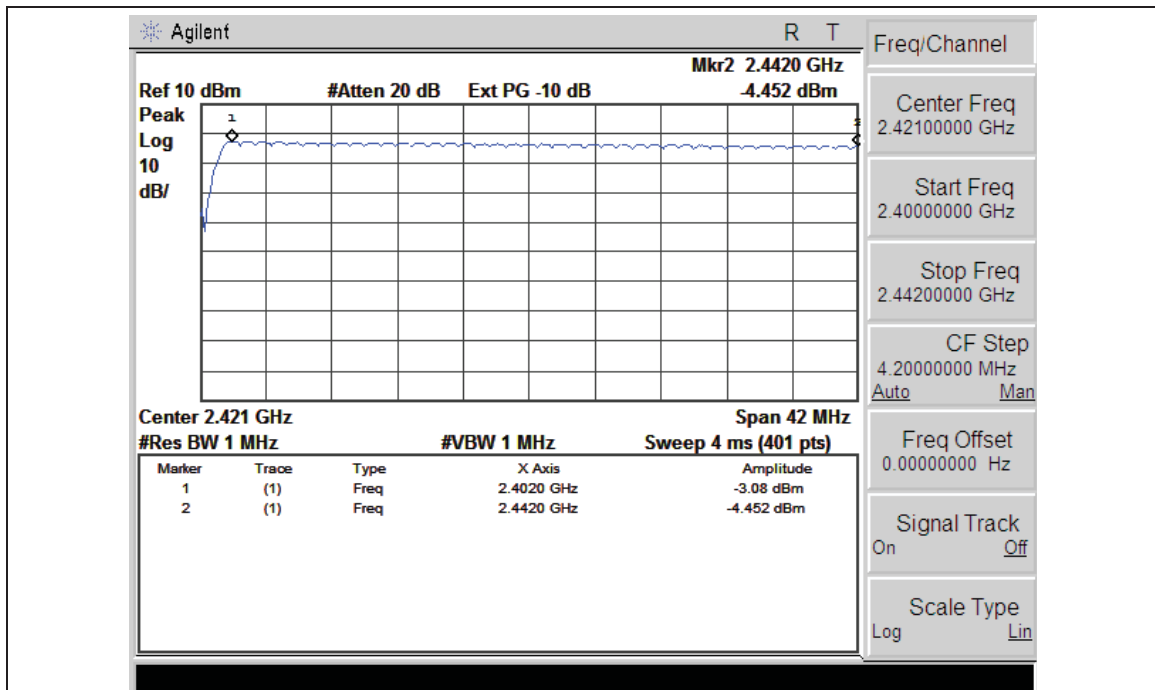 Agilent R T
Mkr2 2.4420 GHz
Ref 10 dBm #Atten 20 dB Ext PG -10 dB -4.452 dBm
Peak
Log
10
dB/
1
2
Center 2.421 GHz Span 42 MHz
#Res BW 1 MHz #VBW 1 MHz Sweep 4 ms (401 pts)
Marker Trace Type X Axis Amplitude
1 (1) Freq 2.4020 GHz -3.08 dBm
2 (1) Freq 2.4420 GHz -4.452 dBm
Freq/Channel
Center Freq
2.42100000 GHz
Start Freq
2.40000000 GHz
Stop Freq
2.44200000 GHz
CF Step
4.20000000 MHz
Auto Man
Freq Offset
0.00000000 Hz
Signal Track
On Off
Scale Type
Log Lin